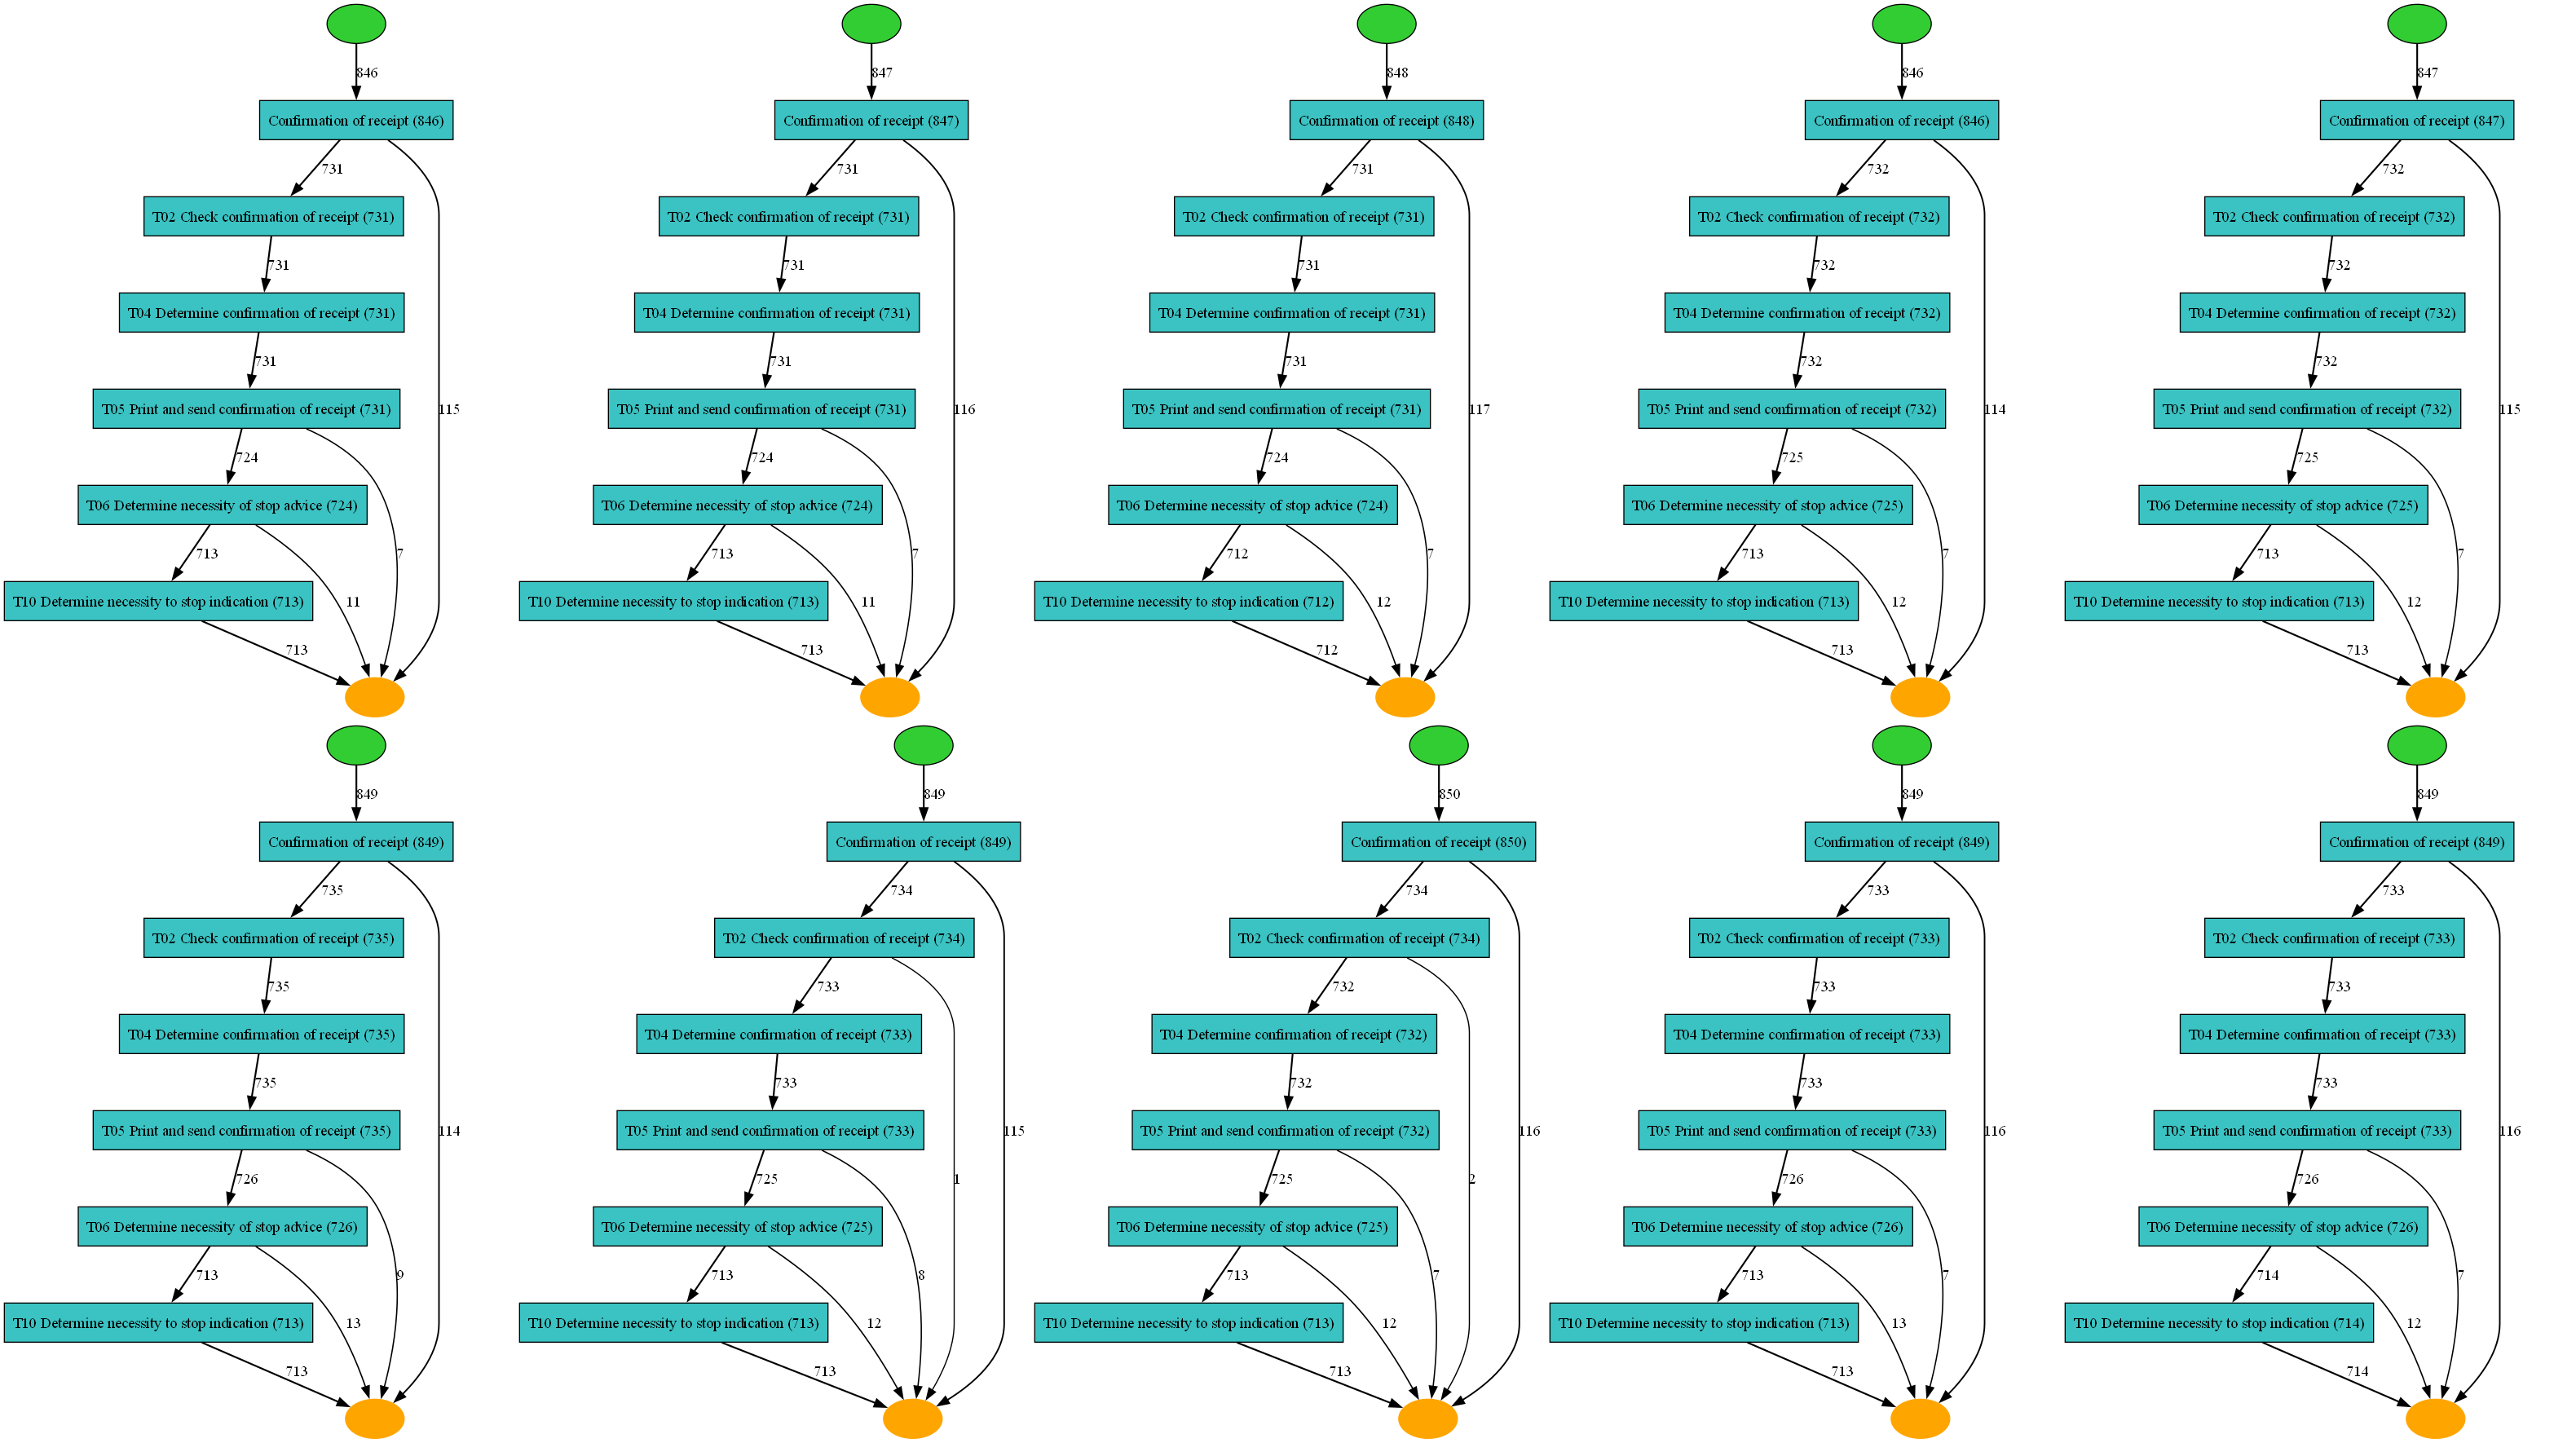 846
Confirmation of receipt (846)
731
T02 Check confirmation of receipt (731)
731
T04 Determine confirmation of receipt (731)
731
T05 Print and send confirmation of receipt (731)
115
724
T06 Determine necessity of stop advice (724)
713
7
T10 Determine necessity to stop indication (713)
11
713
847
Confirmation of receipt (847)
731
T02 Check confirmation of receipt (731)
731
T04 Determine confirmation of receipt (731)
731
T05 Print and send confirmation of receipt (731)
116
724
T06 Determine necessity of stop advice (724)
713
7
T10 Determine necessity to stop indication (713)
11
713
848
Confirmation of receipt (848)
731
T02 Check confirmation of receipt (731)
731
T04 Determine confirmation of receipt (731)
731
T05 Print and send confirmation of receipt (731)
117
724
T06 Determine necessity of stop advice (724)
712
7
T10 Determine necessity to stop indication (712)
12
712
846
Confirmation of receipt (846)
732
T02 Check confirmation of receipt (732)
732
T04 Determine confirmation of receipt (732)
732
T05 Print and send confirmation of receipt (732)
114
725
T06 Determine necessity of stop advice (725)
713
7
T10 Determine necessity to stop indication (713)
12
713
847
Confirmation of receipt (847)
732
T02 Check confirmation of receipt (732)
732
T04 Determine confirmation of receipt (732)
732
T05 Print and send confirmation of receipt (732)
115
725
T06 Determine necessity of stop advice (725)
713
7
T10 Determine necessity to stop indication (713)
12
713
849
Confirmation of receipt (849)
735
T02 Check confirmation of receipt (735)
735
T04 Determine confirmation of receipt (735)
735
T05 Print and send confirmation of receipt (735)
114
726
T06 Determine necessity of stop advice (726)
713
9
T10 Determine necessity to stop indication (713)
13
713
849
Confirmation of receipt (849)
734
T02 Check confirmation of receipt (734)
733
T04 Determine confirmation of receipt (733)
733
T05 Print and send confirmation of receipt (733)
115
725
1
T06 Determine necessity of stop advice (725)
713
8
T10 Determine necessity to stop indication (713)
12
713
850
Confirmation of receipt (850)
734
T02 Check confirmation of receipt (734)
732
T04 Determine confirmation of receipt (732)
732
T05 Print and send confirmation of receipt (732)
116
725
2
T06 Determine necessity of stop advice (725)
713
7
T10 Determine necessity to stop indication (713)
12
713
849
Confirmation of receipt (849)
733
T02 Check confirmation of receipt (733)
733
T04 Determine confirmation of receipt (733)
733
T05 Print and send confirmation of receipt (733)
116
726
T06 Determine necessity of stop advice (726)
713
7
T10 Determine necessity to stop indication (713)
13
713
849
Confirmation of receipt (849)
733
T02 Check confirmation of receipt (733)
733
T04 Determine confirmation of receipt (733)
733
T05 Print and send confirmation of receipt (733)
116
726
T06 Determine necessity of stop advice (726)
714
7
T10 Determine necessity to stop indication (714)
12
714